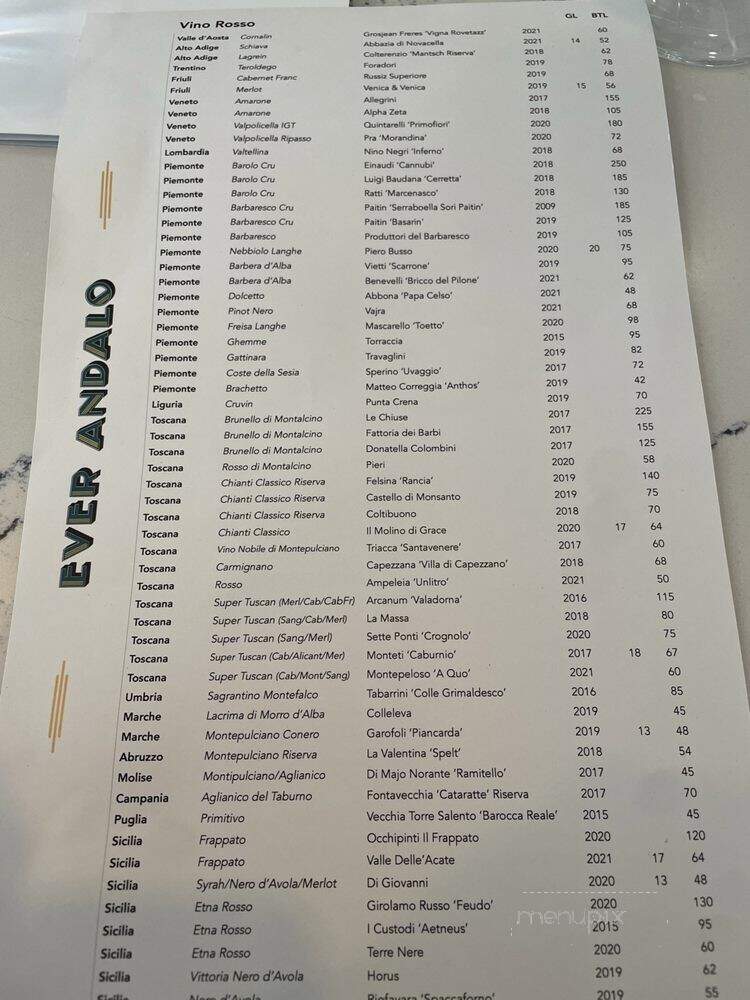 Vino Rosso GL BTL
Valle d'Aosta Cornalin Grosjean Freres 'Vigna Rovetazz' 2021 60
Alto Adige Schiava Abbazia di Novacella 2021 14 52
Alto Adige Lagrein Colterenzio 'Mantsch Riserva' 2018 62
Trentino Teroldego Foradori 2019 78
Friuli Cabernet Franc Russiz Superiore 2019 68
Friuli Merlot Venica & Venica 2019 15 56
Veneto Amarone Allegrini 2017 155
Veneto Amarone Alpha Zeta 2018 105
Veneto Valpolicella IGT Quintarelli 'Primofiori' 2020 180
Veneto Valpolicella Ripasso Pra 'Morandina' 2020 72
Lombardia Valtellina Nino Negri 'Inferno' 2018 68
Piemonte Barolo Cru Einaudi 'Cannubi' 2018 250
Piemonte Barolo Cru Luigi Baudana 'Cerretta' 2018 185
Piemonte Barolo Cru Ratti 'Marcenasco' 2018 130
Piemonte Barbaresco Cru Paitin 'Serraboella Sori Paitin' 2009 185
Piemonte Barbaresco Cru Paitin 'Basarin' 2019 125
Piemonte Barbaresco Produttori del Barbaresco 2019 105
Piemonte Nebbiolo Langhe Piero Busso 2020 20 75
Piemonte Barbera d'Alba Vietti 'Scarrone' 2019 95
Piemonte Barbera d'Alba Benevelli 'Bricco del Pilone' 2021 62
Piemonte Dolcetto Abbona 'Papa Celso' 2021 48
Piemonte Pinot Nero Vajra 2021 68
Piemonte Freisa Langhe Mascarello 'Toetto' 2020 98
Piemonte Ghemme Torraccia 2015 95
Piemonte Gattinara Travaglini 2019 82
Piemonte Coste della Sesia Sperino 'Uvaggio' 2017 72
Piemonte Brachetto Matteo Correggia 'Anthos' 2019 42
Liguria Cruvin Punta Crena 2019 70
Toscana Brunello di Montalcino Le Chiuse 2017 225
Toscana Brunello di Montalcino Fattoria dei Barbi 2017 155
Toscana Brunello di Montalcino Donatella Colombini 2017 125
Toscana Rosso di Montalcino Pieri 2020 58
Toscana Chianti Classico Riserva Felsina 'Rancia' 2019 140
Toscana Chianti Classico Riserva Castello di Monsanto 2019 75
Toscana Chianti Classico Riserva Coltibuono 2018 70
Toscana Chianti Classico Il Molino di Grace 2020 17 64
Toscana Vino Nobile di Montepulciano Triacca 'Santavenere' 2017 60
Toscana Carmignano Capezzana 'Villa di Capezzano' 2018 68
Toscana Rosso Ampeleia 'Unlitro' 2021 50
Toscana Super Tuscan (Merl/Cab/CabFr) Arcanum 'Valadorna' 2016 115
Toscana Super Tuscan (Sang/Cab/Merl) La Massa 2018 80
Toscana Super Tuscan (Sang/Merl) Sette Ponti 'Crognolo' 2020 75
Toscana Super Tuscan (Cab/Alicant/Mer) Monteti 'Caburnio' 2017 18 67
Toscana Super Tuscan (Cab/Mont/Sang) Montepeloso 'A Quo' 2021 60
Umbria Sagrantino Montefalco Tabarrini 'Colle Grimaldesco' 2016 85
Marche Lacrima di Morro d'Alba Colleleva 2019 45
Marche Montepulciano Conero Garofoli 'Piancarda' 2019 13 48
Abruzzo Montepulciano Riserva La Valentina 'Spelt' 2018 54
Molise Montipulciano/Aglianico Di Majo Norante 'Ramitello' 2017 45
Campania Aglianico del Taburno Fontavecchia 'Cataratte' Riserva 2017 70
Puglia Primitivo Vecchia Torre Salento 'Barocca Reale' 2015 45
Sicilia Frappato Occhipinti Il Frappato 2020 120
Sicilia Frappato Valle Delle'Acate 2021 17 64
Sicilia Syrah/Nero d'Avola/Merlot Di Giovanni 2020 13 48
Sicilia Etna Rosso Girolamo Russo 'Feudo' 2020 130
Sicilia Etna Rosso I Custodi 'Aetneus' 2015 95
Sicilia Etna Rosso Terre Nere 2020 60
Sicilia Vittoria Nero d'Avola Horus 2019 62
Sicilia Nero d'Avola Riofavara 'Spaccaforno' 2019 55
EVER ANDALO
menupix